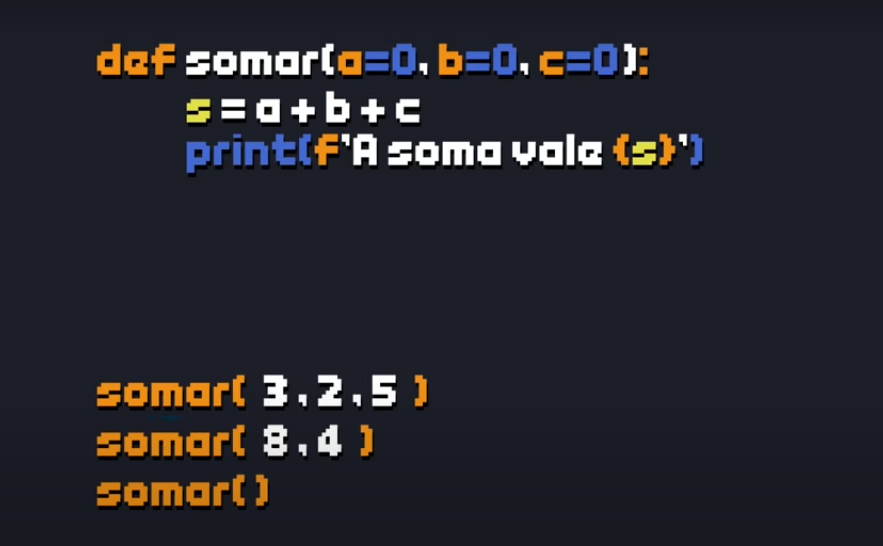 def somar(a=0, b=0, c=0):
s = a + b + c
print(f'A soma vale {s}')
somar( 3 , 2 , 5 )
somar( 8 , 4 )
somar( )